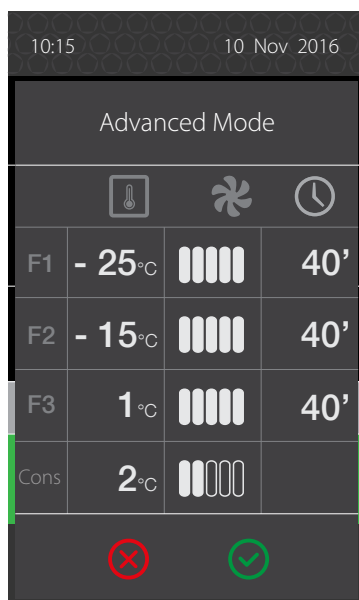 10:15 10 Nov 2016
Advanced Mode
F1 - 25°C 40’
F2 - 15°C 40’
F3 1°C 40’
Cons 2°C